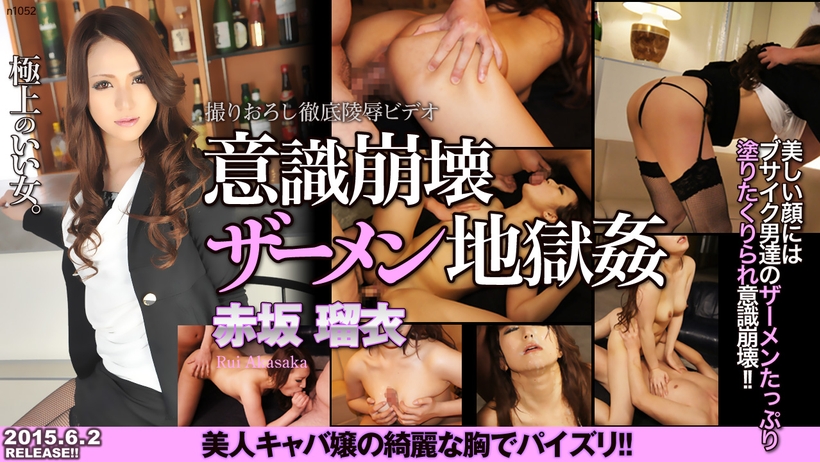 n1052
極上のいい女。
撮りおろし徹底陵辱ビデオ
意識崩壊
ザーメン地獄姦
赤坂 瑠衣
Rui Akasaka
美しい顔には
ブサイク男達のザーメンたっぷり
塗りたくられ意識崩壊!!
2015.6.2
RELEASE!!
美人キャバ嬢の綺麗な胸でパイズリ!!